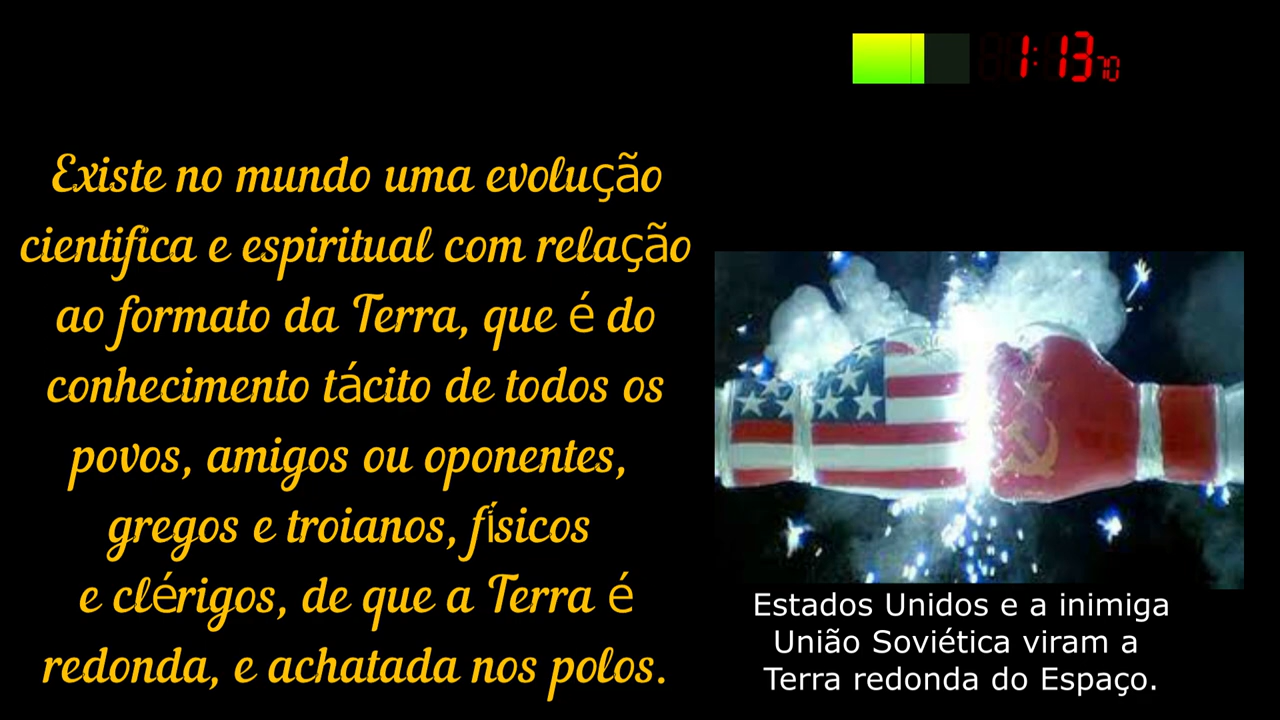 1:13 70
Existe no mundo uma evolução
cientifica e espiritual com relação
ao formato da Terra, que é do
conhecimento tácito de todos os
povos, amigos ou oponentes,
gregos e troianos, físicos
e clérigos, de que a Terra é
redonda, e achatada nos polos.
Estados Unidos e a inimiga
União Soviética viram a
Terra redonda do Espaço.